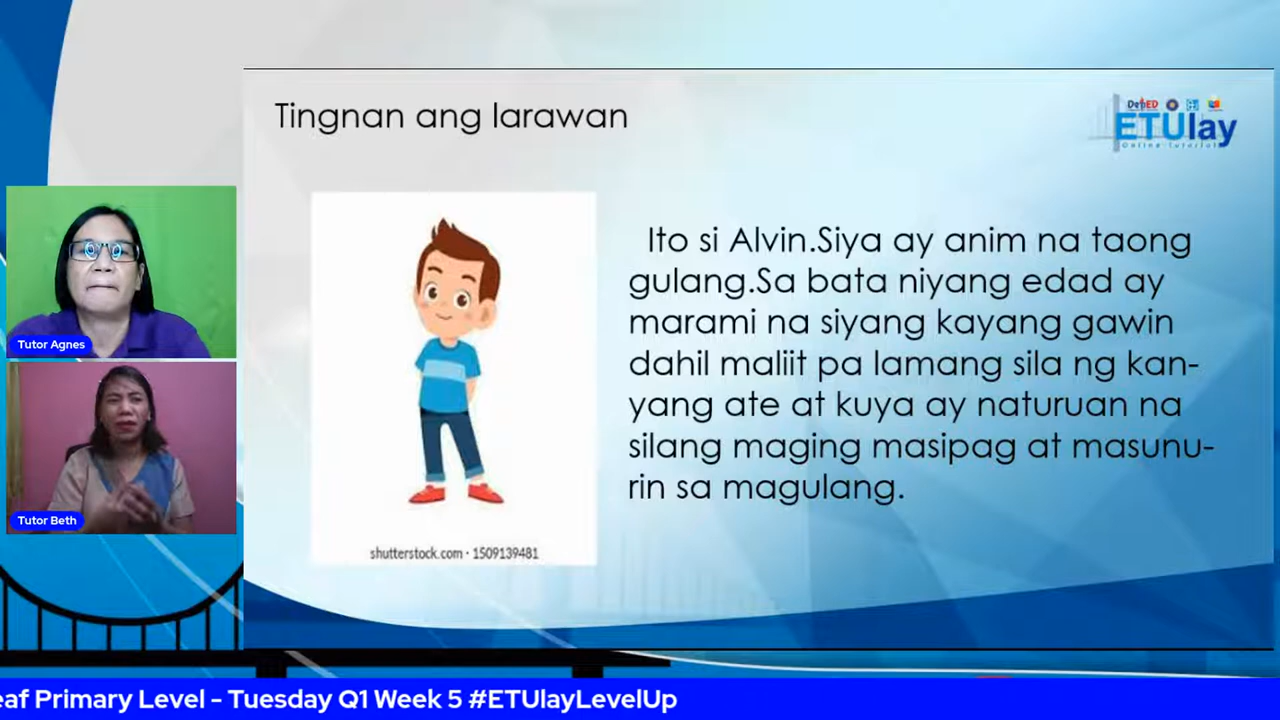 Tingnan ang larawan
DepED
ETUlay
Online Tutorial
Tutor Agnes
Tutor Beth
Ito si Alvin.Siya ay anim na taong
gulang.Sa bata niyang edad ay
marami na siyang kayang gawin
dahil maliit pa lamang sila ng kan-
yang ate at kuya ay naturuan na
silang maging masipag at masunu-
rin sa magulang.
shutterstock.com · 1509139481
eaf Primary Level - Tuesday Q1 Week 5 #ETUlayLevelUp